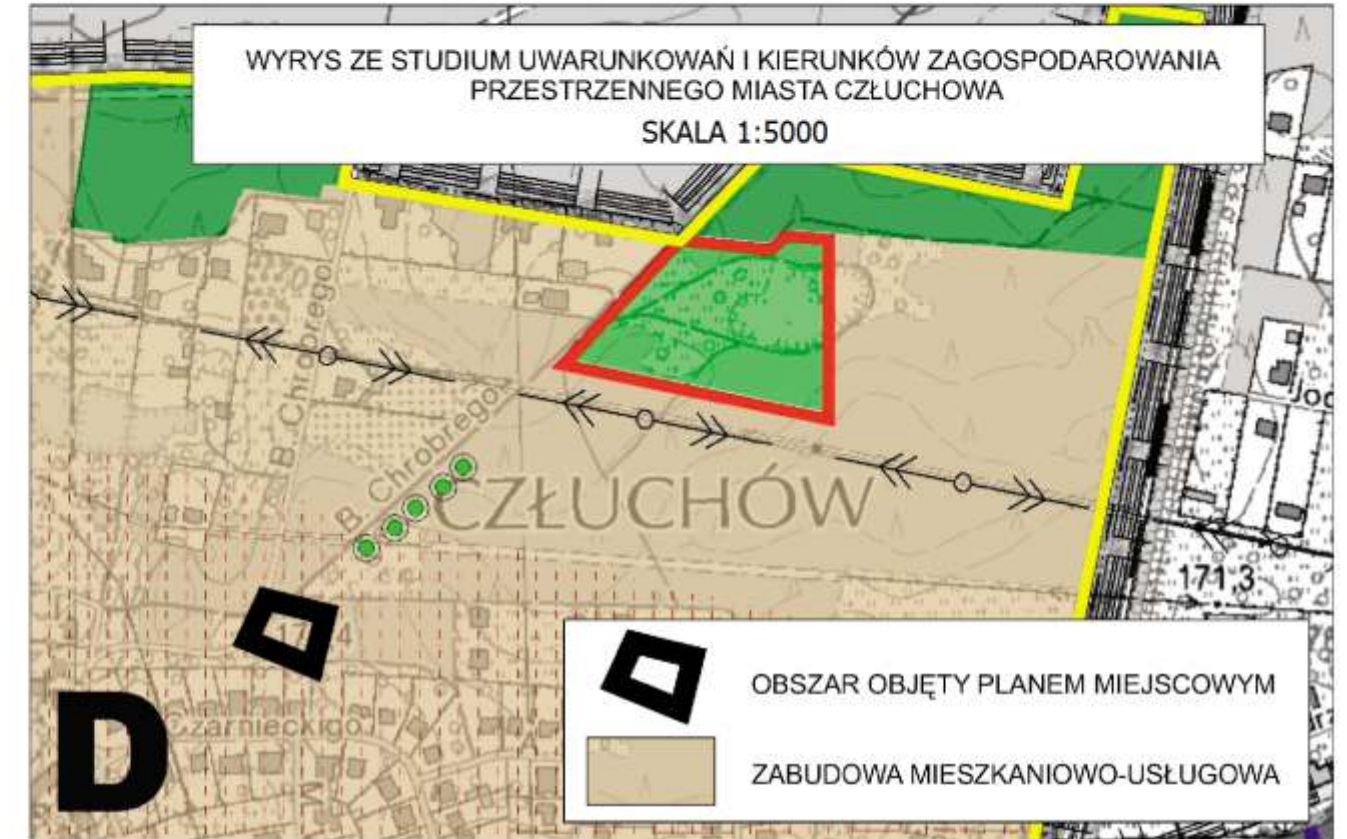 WYRYS ZE STUDIUM UWARUNKOWAŃ I KIERUNKÓW ZAGOSPODAROWANIA
PRZESTRZENNEGO MIASTA CZŁUCHOWA
SKALA 1:5000
B. Chrobrego
B. Chrobrego
CZŁUCHÓW
171,3
D
Czarnieckiego
OBSZAR OBJĘTY PLANEM MIEJSCOWYM
ZABUDOWA MIESZKANIOWO-USŁUGOWA